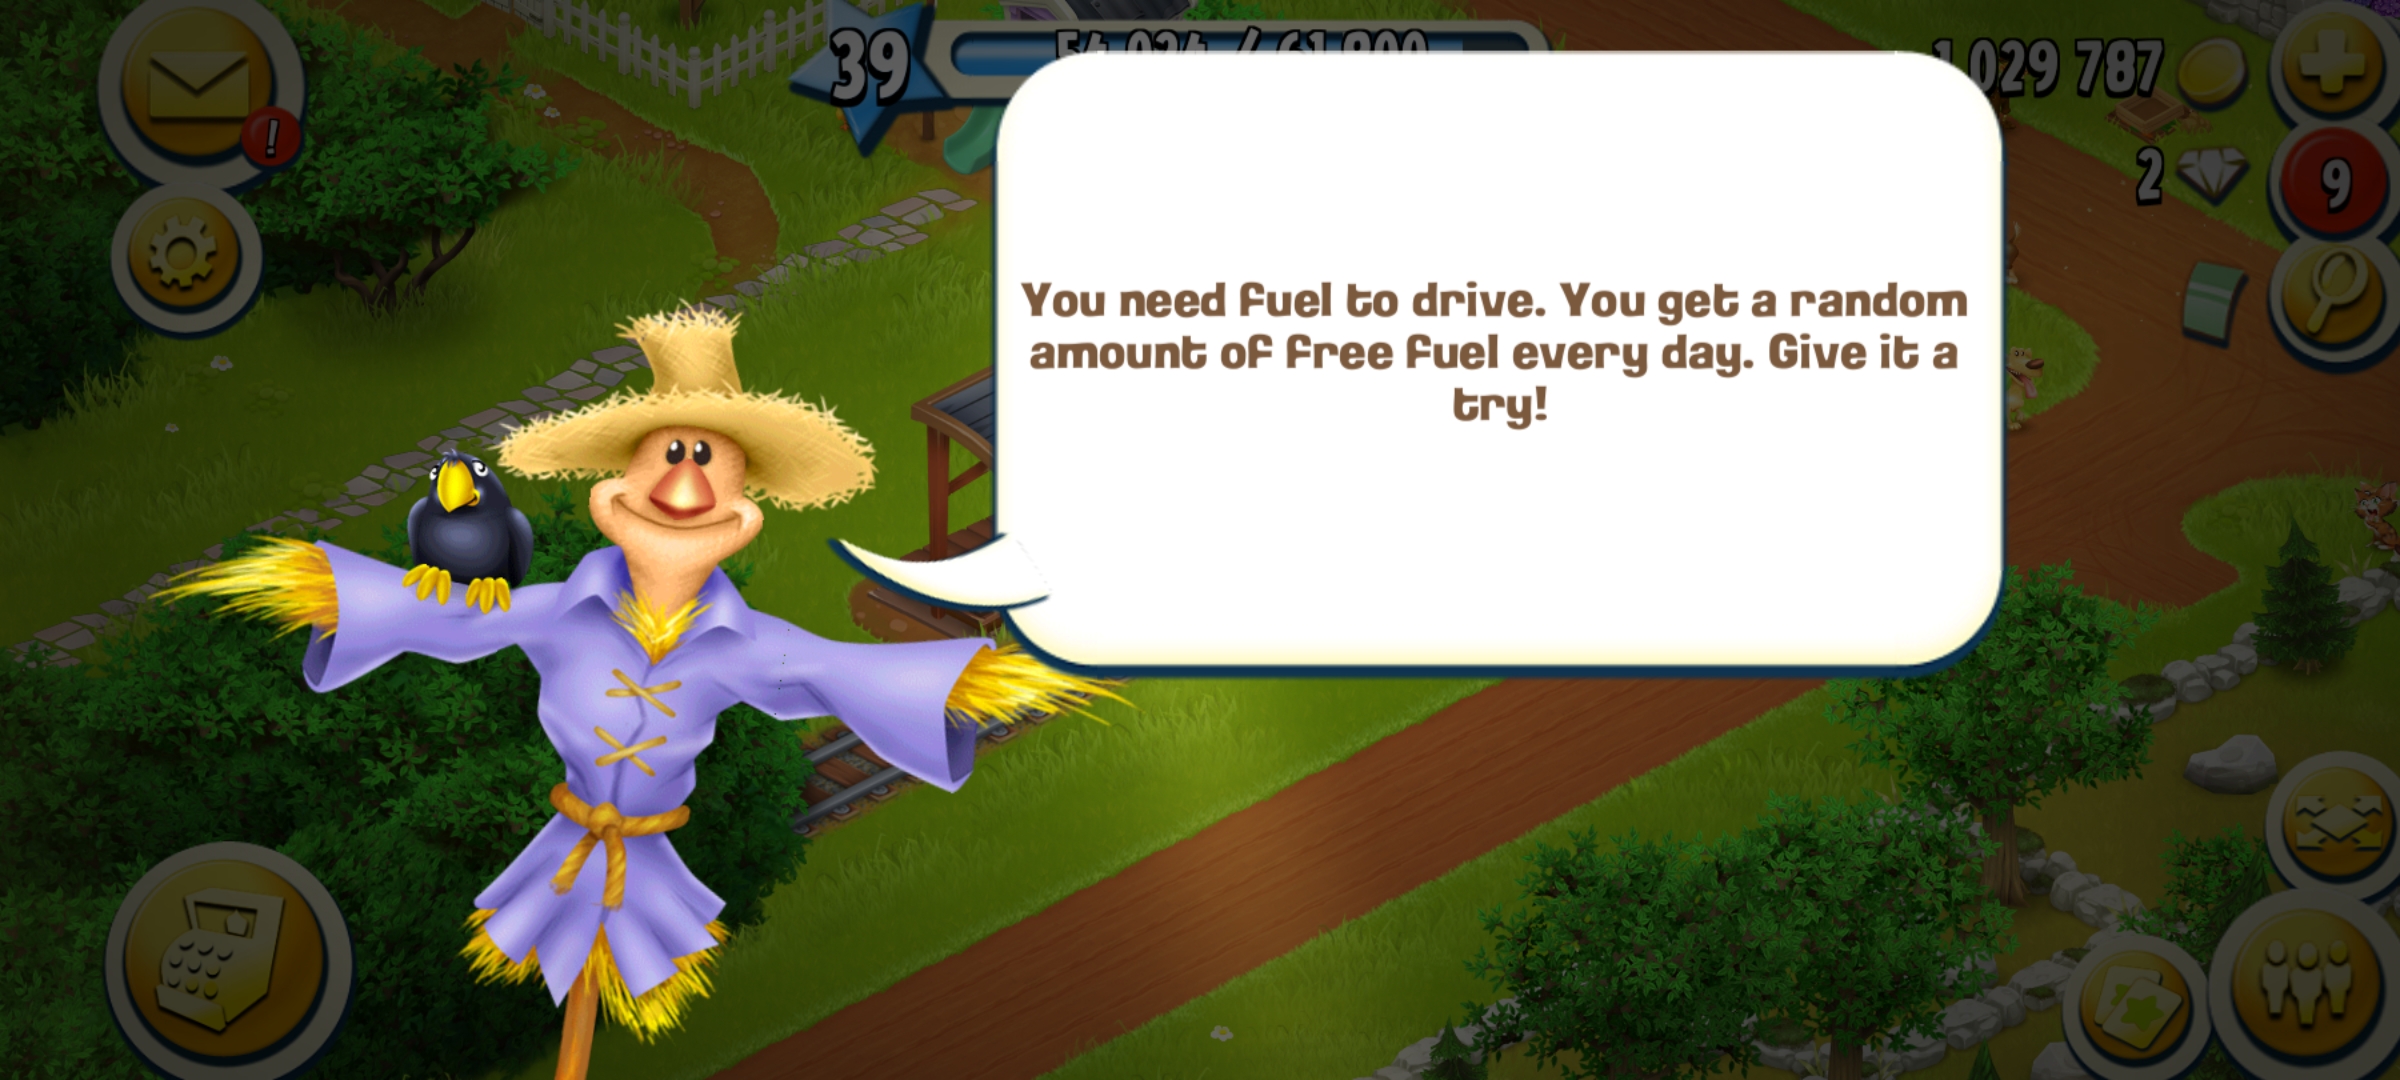 39
1 029 787
!
2
9
You need fuel to drive. You get a random
amount of free fuel every day. Give it a
try!